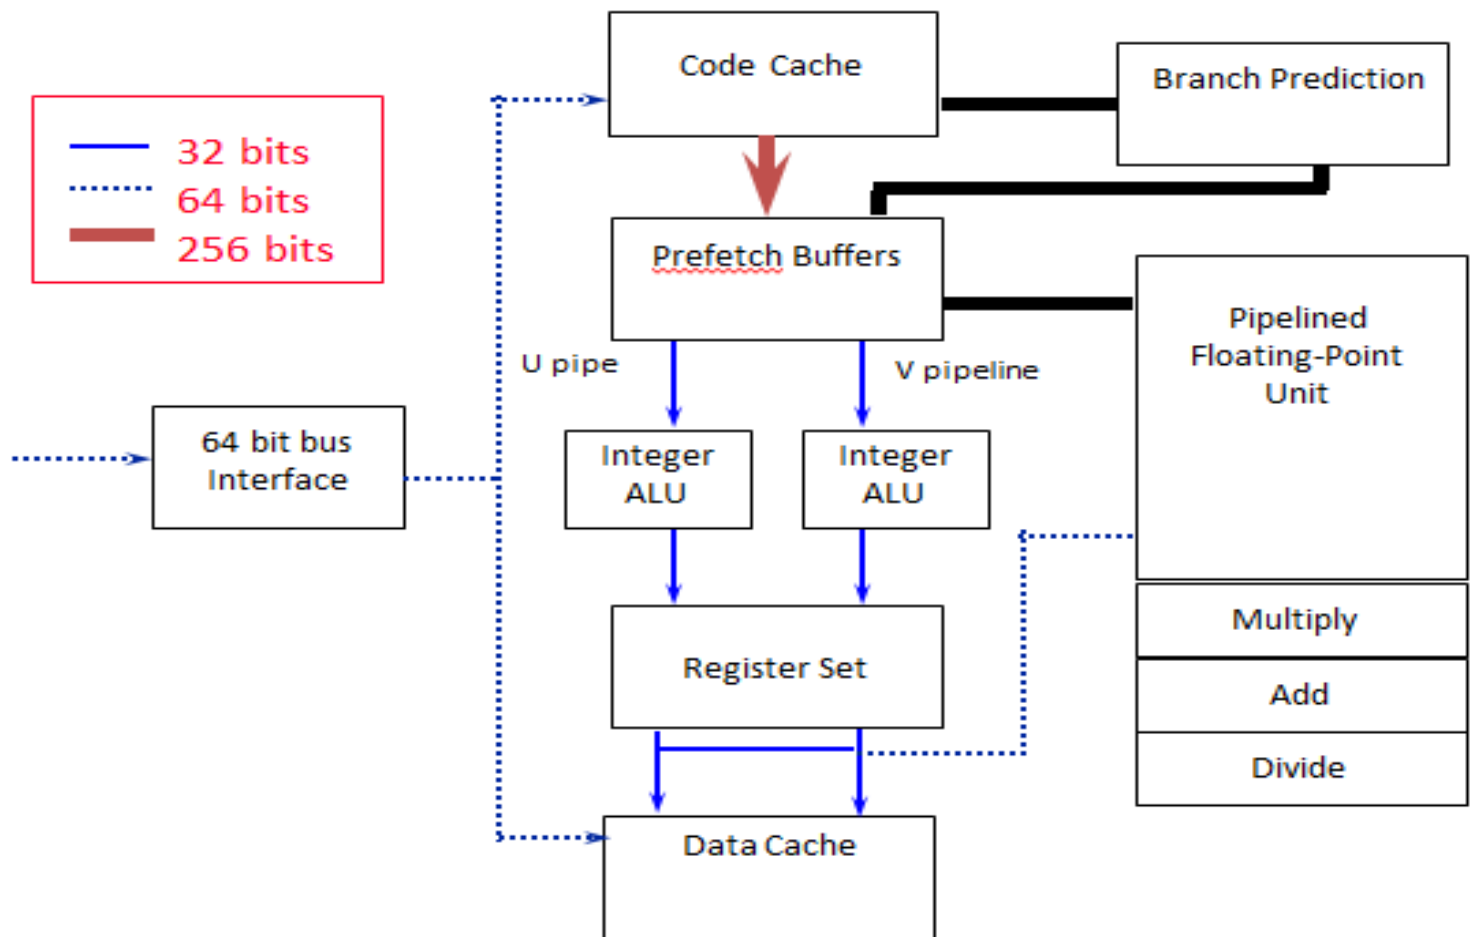 Code Cache
Branch Prediction
32 bits
64 bits
256 bits
Prefetch Buffers
Pipelined
Floating-Point
Unit
U pipe
V pipeline
64 bit bus
Interface
Integer
ALU
Integer
ALU
Multiply
Register Set
Add
Divide
Data Cache